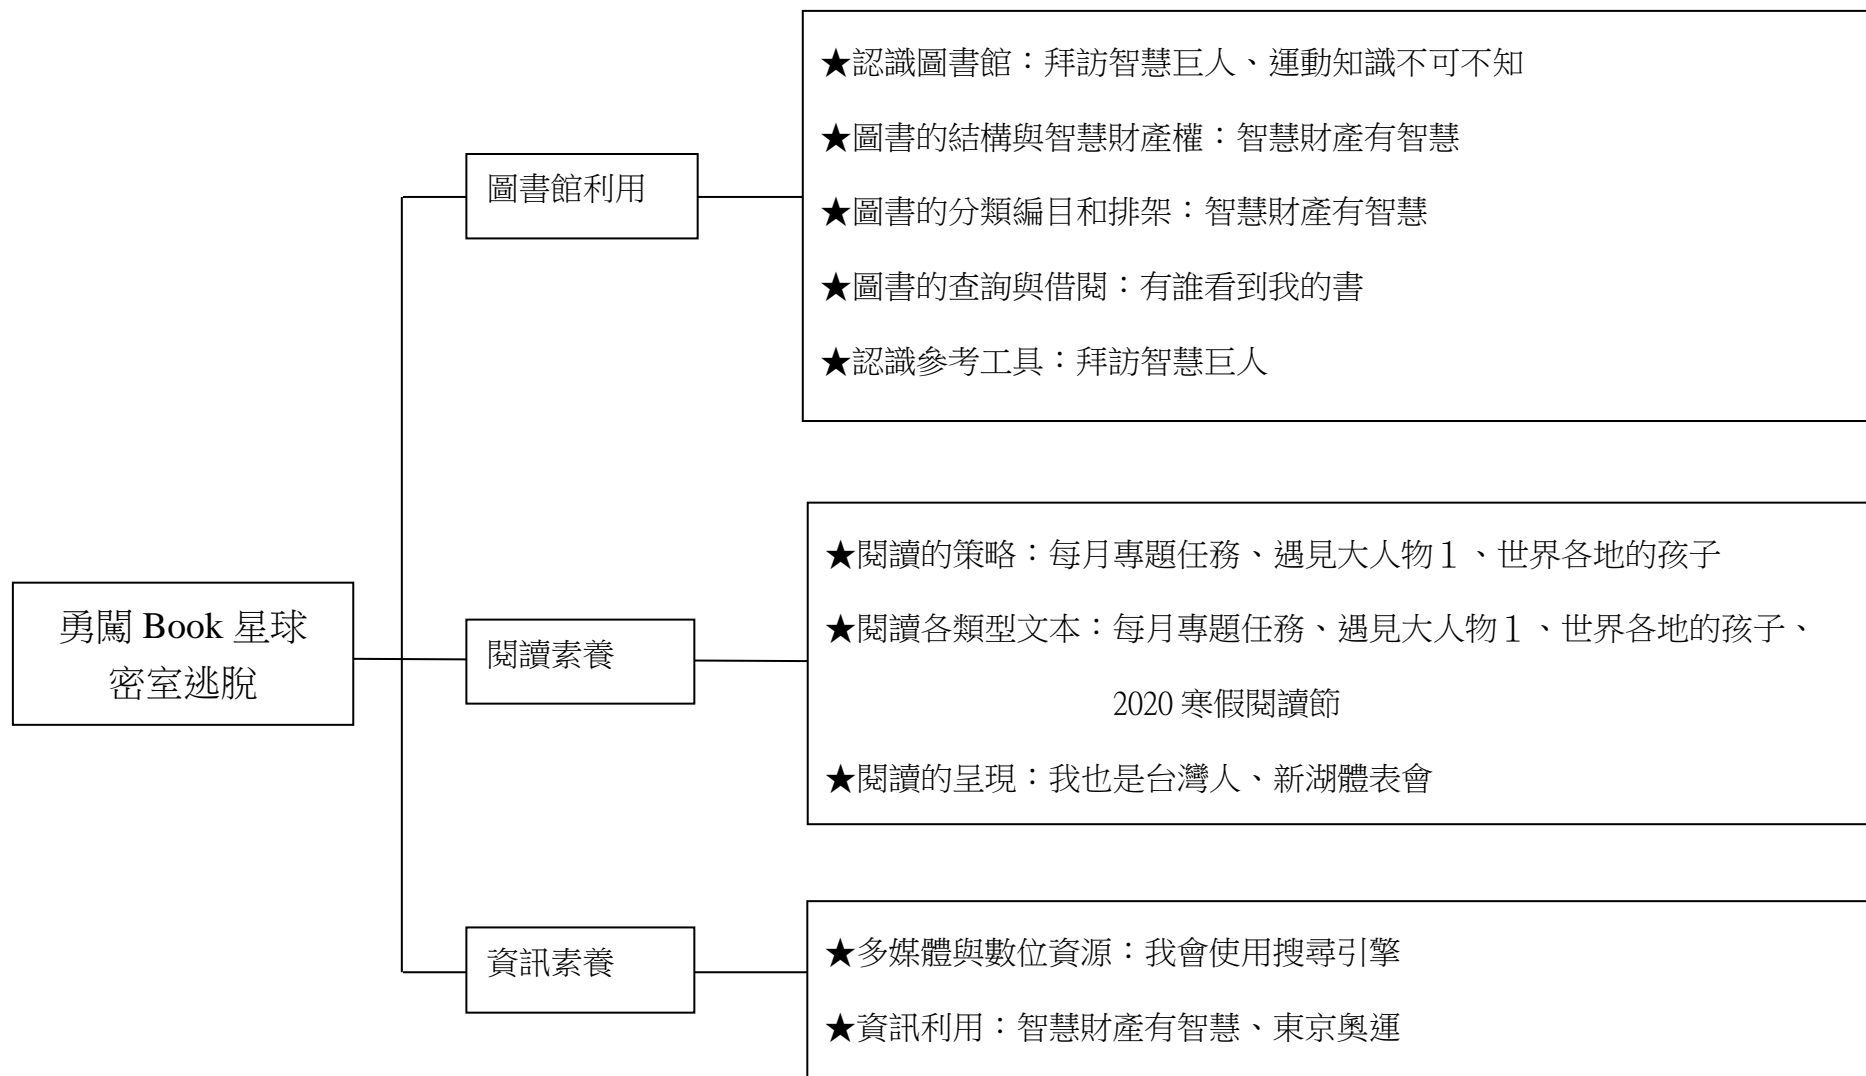 勇闖 Book 星球
密室逃脫
圖書館利用
★認識圖書館：拜訪智慧巨人、運動知識不可不知
★圖書的結構與智慧財產權：智慧財產有智慧
★圖書的分類編目和排架：智慧財產有智慧
★圖書的查詢與借閱：有誰看到我的書
★認識參考工具：拜訪智慧巨人
閱讀素養
★閱讀的策略：每月專題任務、遇見大人物１、世界各地的孩子
★閱讀各類型文本：每月專題任務、遇見大人物１、世界各地的孩子、
2020 寒假閱讀節
★閱讀的呈現：我也是台灣人、新湖體表會
資訊素養
★多媒體與數位資源：我會使用搜尋引擎
★資訊利用：智慧財產有智慧、東京奧運